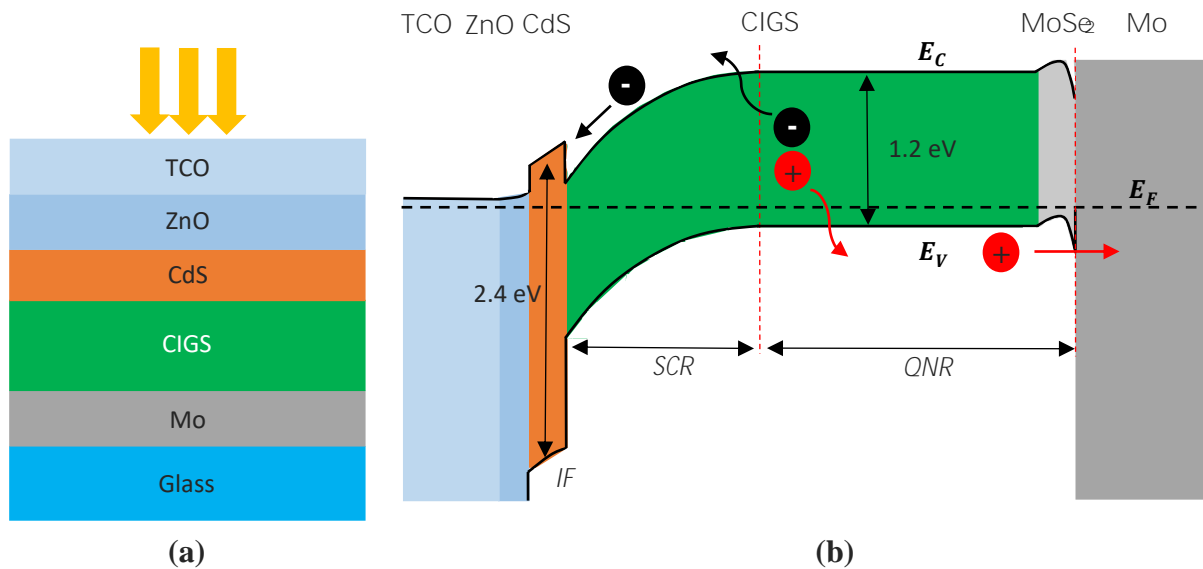 TCO
ZnO
CdS
CIGS
Mo
Glass
(a)
TCO ZnO CdS CIGS MoSe2 Mo
E_C
-
-
+
1.2 eV
E_F
E_V
+
2.4 eV
SCR QNR
IF
(b)